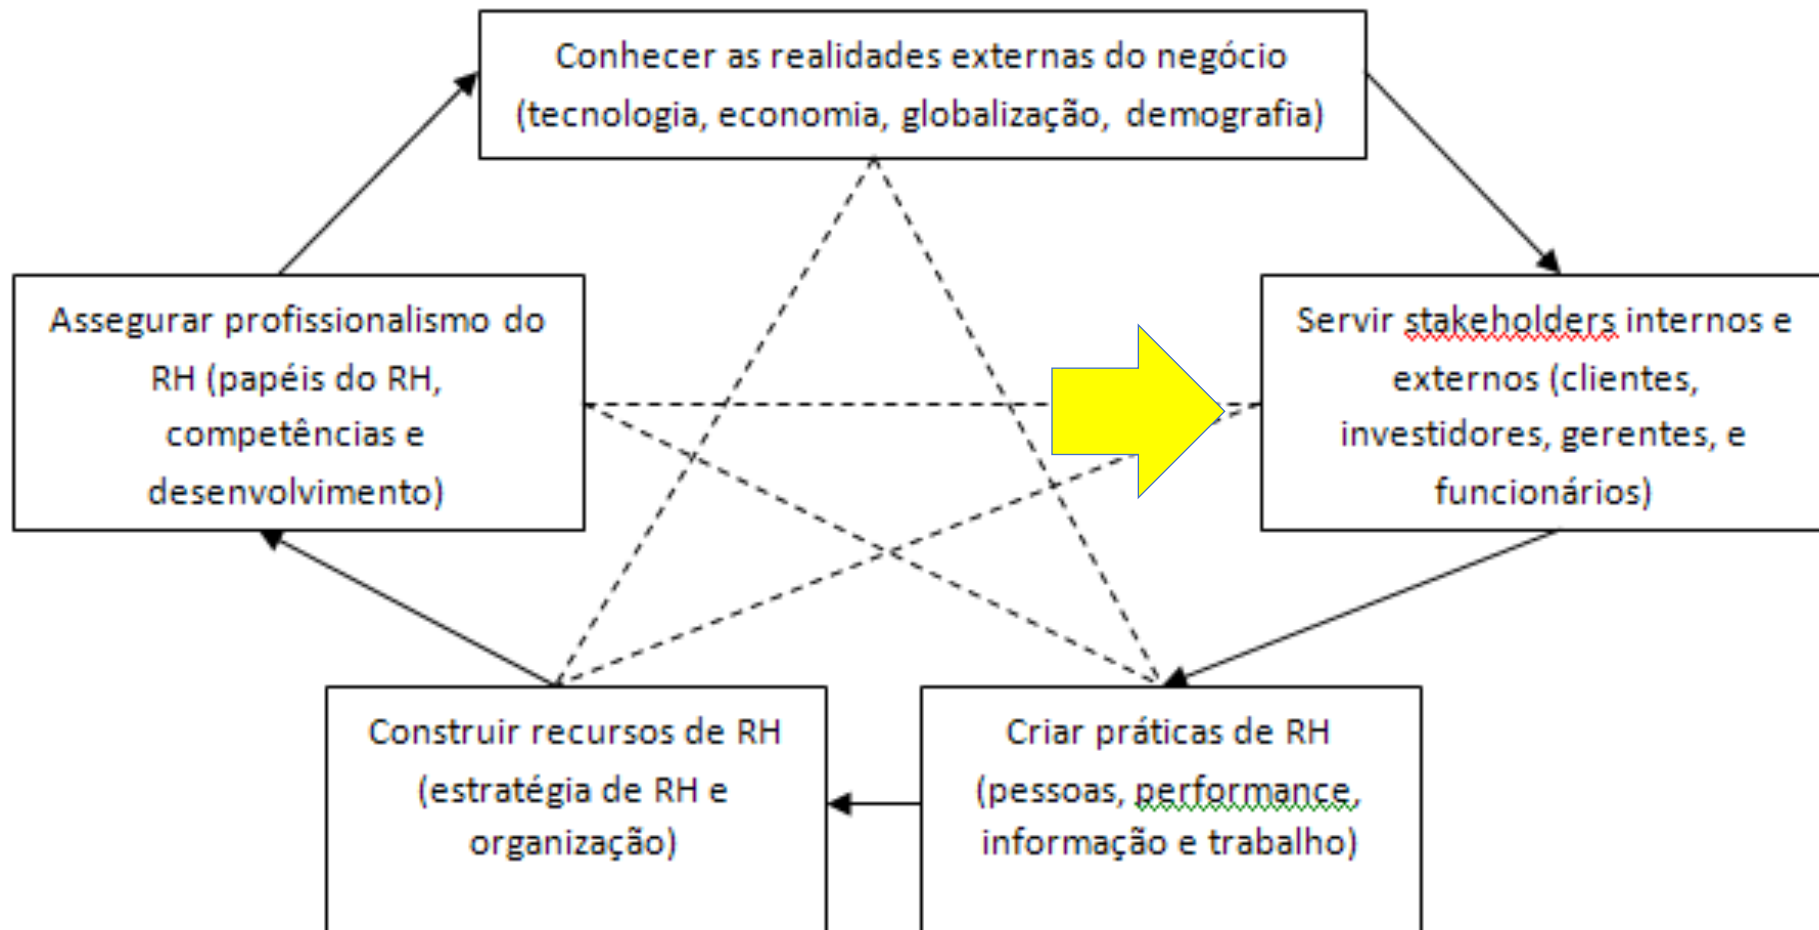 Conhecer as realidades externas do negócio
(tecnologia, economia, globalização, demografia)
Assegurar profissionalismo do
RH (papéis do RH,
competências e
desenvolvimento)
Servir stakeholders internos e
externos (clientes,
investidores, gerentes, e
funcionários)
Construir recursos de RH
(estratégia de RH e
organização)
Criar práticas de RH
(pessoas, performance,
informação e trabalho)